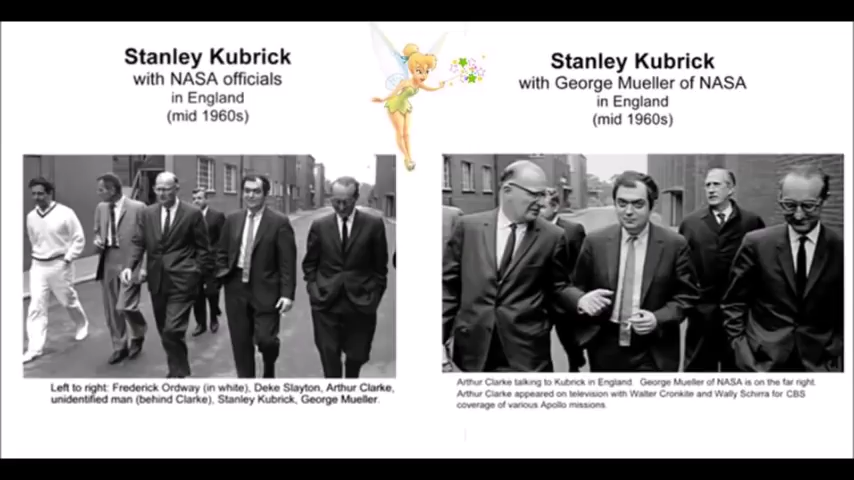 Stanley Kubrick
with NASA officials
in England
(mid 1960s)
Left to right: Frederick Ordway (in white), Deke Slayton, Arthur Clarke,
unidentified man (behind Clarke), Stanley Kubrick, George Mueller.
Stanley Kubrick
with George Mueller of NASA
in England
(mid 1960s)
Arthur Clarke talking to Kubrick in England. George Mueller of NASA is on the far right.
Arthur Clarke appeared on television with Walter Cronkite and Wally Schirra for CBS
coverage of various Apollo missions.